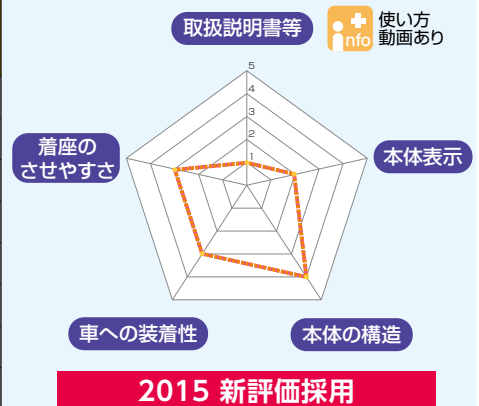 取扱説明書等
info
使い方
動画あり
5
4
3
2
1
着座の
させやすさ
本体表示
車への装着性
本体の構造
2015 新評価採用